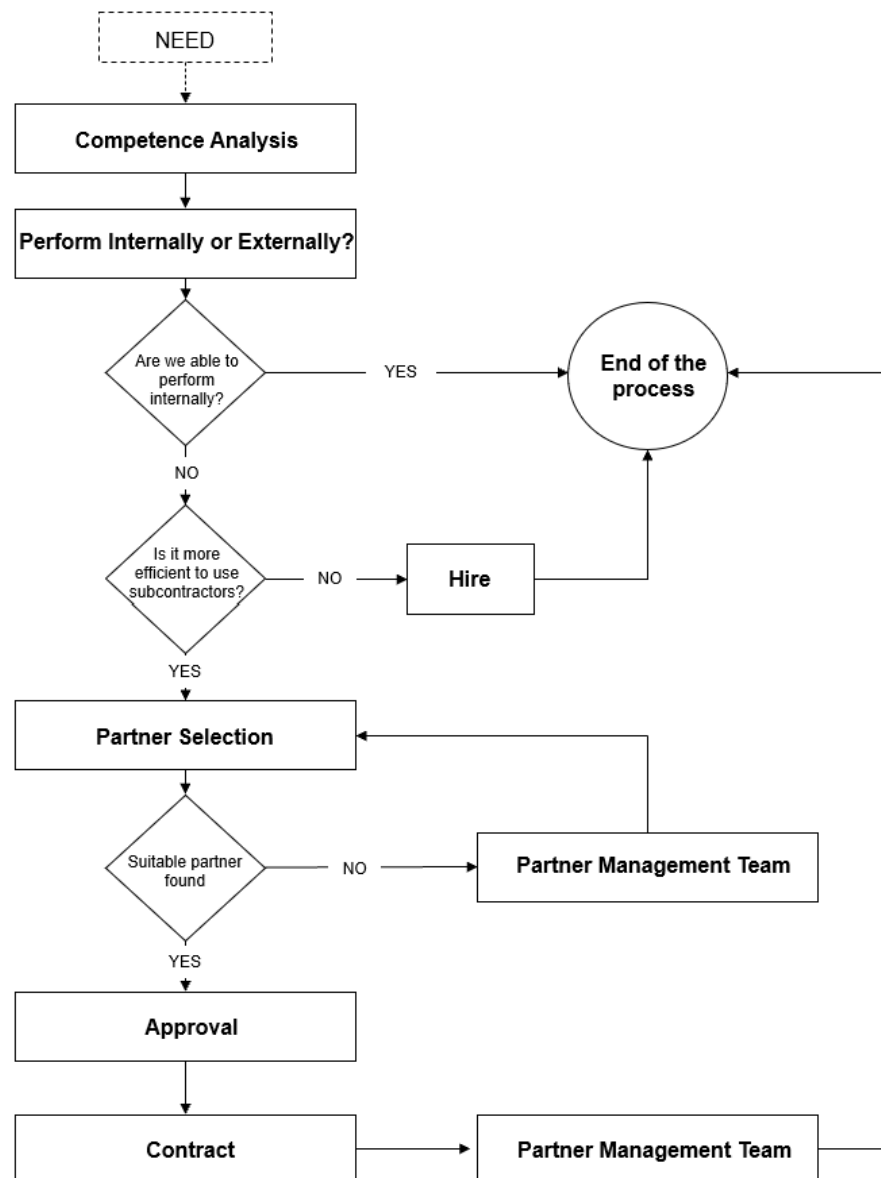 NEED
Competence Analysis
Perform Internally or Externally?
Are we able to
perform
internally?
YES
End of the
process
NO
Is it more
efficient to use
subcontractors?
NO
Hire
YES
Partner Selection
Suitable partner
found
NO
Partner Management Team
YES
Approval
Contract
Partner Management Team